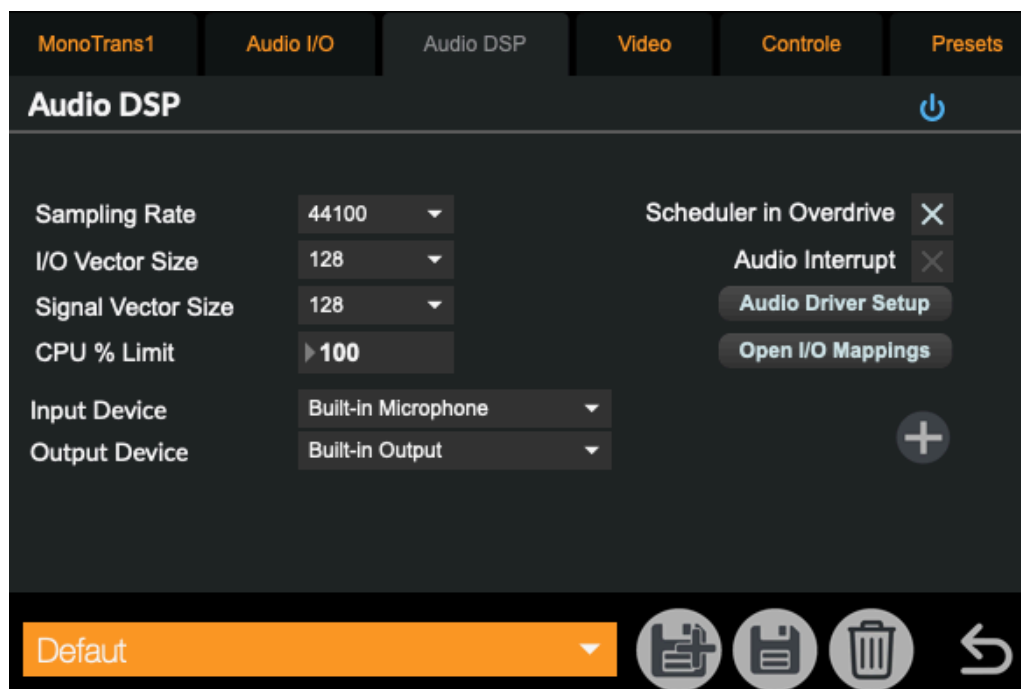 MonoTrans1 Audio I/O Audio DSP Video Controle Presets
Audio DSP
Sampling Rate 44100 Scheduler in Overdrive
I/O Vector Size 128 Audio Interrupt
Signal Vector Size 128 Audio Driver Setup
CPU % Limit 100 Open I/O Mappings
Input Device Built-in Microphone
Output Device Built-in Output
Defaut